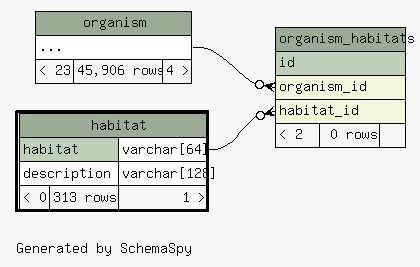 organism
...
< 23 45,906 rows 4 >
organism_habitats
id
organism_id
habitat_id
< 2 0 rows
habitat
habitat varchar[64]
description varchar[128]
< 0 313 rows 1 >
Generated by SchemaSpy